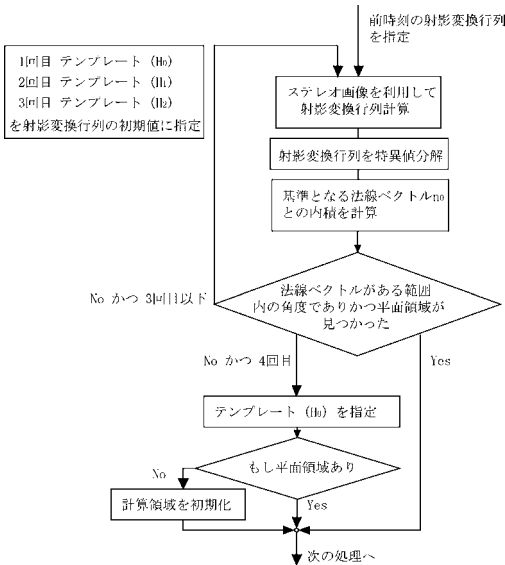 前時刻の射影変換行列
を指定
1回目 テンプレート (H₀)
2回目 テンプレート (H₁)
3回目 テンプレート (H₂)
を射影変換行列の初期値に指定
ステレオ画像を利用して
射影変換行列計算
射影変換行列を特異値分解
基準となる法線ベクトルn₀
との内積を計算
法線ベクトルがある範囲
内の角度でありかつ平面領域が
見つかった
No かつ 3回目以下
No かつ 4回目
Yes
テンプレート (H₀) を指定
もし平面領域あり
No
Yes
計算領域を初期化
次の処理へ